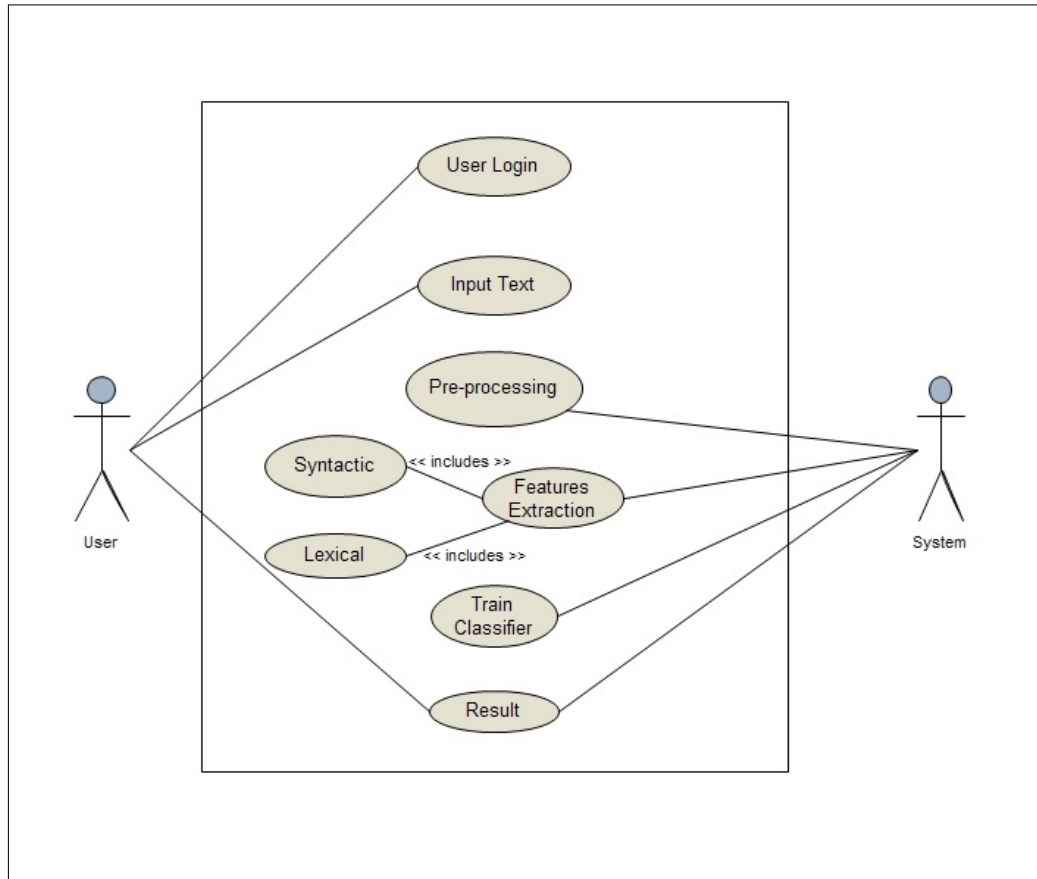 User Login
Input Text
Pre-processing
Syntactic
<< includes >>
Features
Extraction
Lexical
<< includes >>
User
System
Train
Classifier
Result